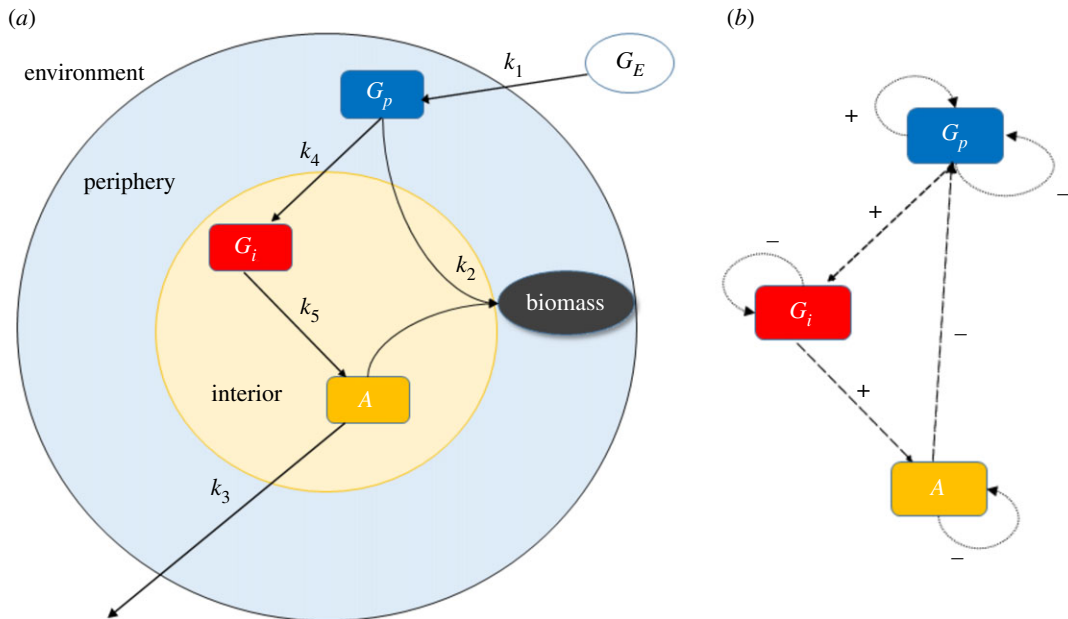 (a)
environment
k1
GE
Gp
k4
periphery
Gi
k2
biomass
k5
interior
A
k3
(b)
+
Gp
−
+
−
Gi
−
+
A
−